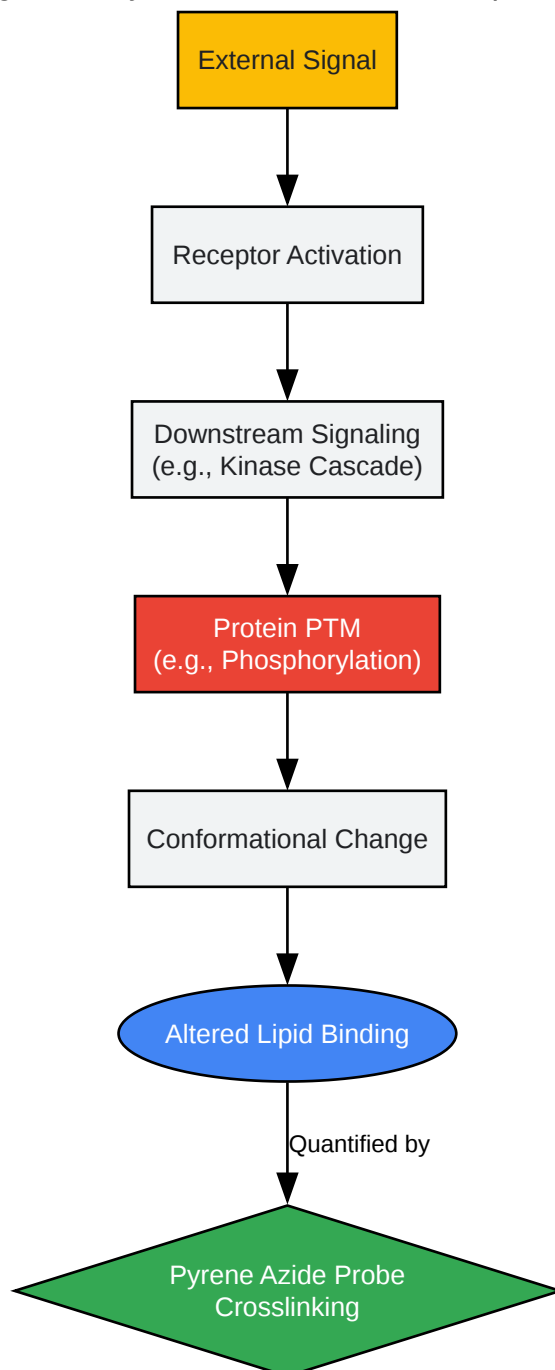 External Signal
Receptor Activation
Downstream Signaling
(e.g., Kinase Cascade)
Protein PTM
(e.g., Phosphorylation)
Conformational Change
Altered Lipid Binding
Quantified by
Pyrene Azide Probe
Crosslinking